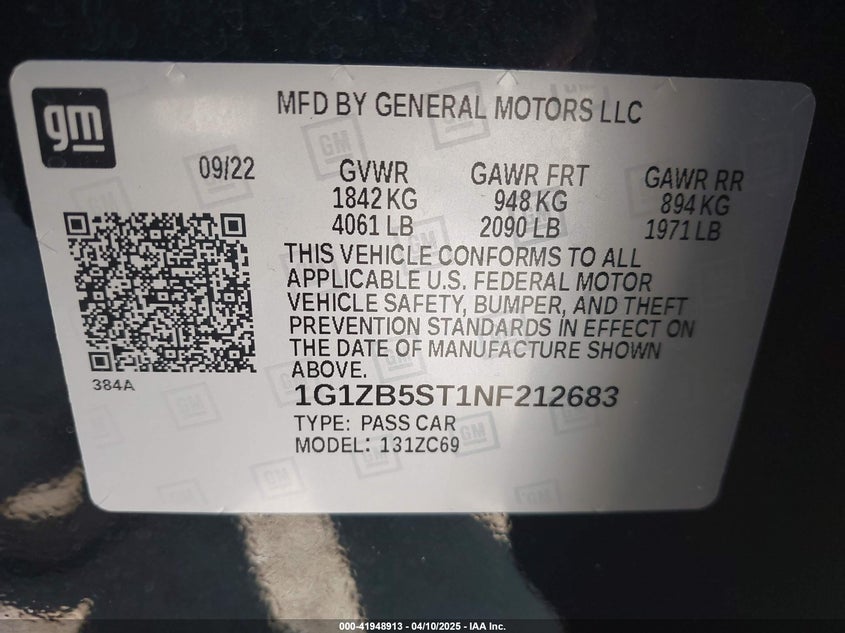 gm
MFD BY GENERAL MOTORS LLC
09/22
GVWR
1842 KG
4061 LB
GAWR FRT
948 KG
2090 LB
GAWR RR
894 KG
1971 LB
THIS VEHICLE CONFORMS TO ALL
APPLICABLE U.S. FEDERAL MOTOR
VEHICLE SAFETY, BUMPER, AND THEFT
PREVENTION STANDARDS IN EFFECT ON
THE DATE OF MANUFACTURE SHOWN
ABOVE.
384A
1G1ZB5ST1NF212683
TYPE: PASS CAR
MODEL: 131ZC69
000-41948913 - 04/10/2025 - IAA Inc.